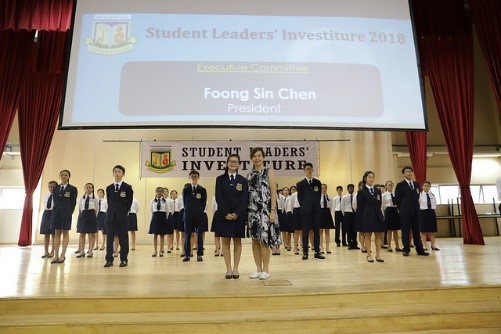 Student Leaders' Investiture 2018
Executive Committee
Foong Sin Chen
President
STUDENT LEADERS'
INVESTITURE